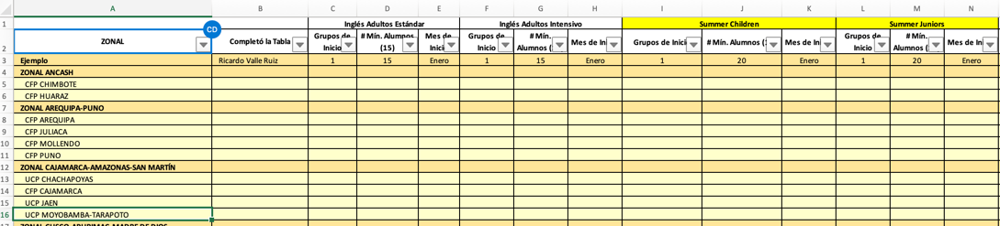 A B C D E F G H I J K L M N
1 Inglés Adultos Estándar Inglés Adultos Intensivo Summer Children Summer Juniors
CD
2 ZONAL Completó la Tabla Grupos de Inicio # Mín. Alumnos (15) Mes de Inici Grupos de Inicio # Mín. Alumnos ( Mes de In Grupos de Inici # Mín. Alumnos ( Mes de In Grupos de Inicio # Mín. Alumnos ( Mes de In
3 Ejemplo Ricardo Valle Ruiz 1 15 Enero 1 15 Enero 1 20 Enero 1 20 Enero
4 ZONAL ANCASH
5 CFP CHIMBOTE
6 CFP HUARAZ
7 ZONAL AREQUIPA-PUNO
8 CFP AREQUIPA
9 CFP JULIACA
10 CFP MOLLENDO
11 CFP PUNO
12 ZONAL CAJAMARCA-AMAZONAS-SAN MARTÍN
13 UCP CHACHAPOYAS
14 CFP CAJAMARCA
15 UCP JAEN
16 UCP MOYOBAMBA-TARAPOTO
17 ZONAL CUSCO-APURIMAC-MADRE DE DIOS